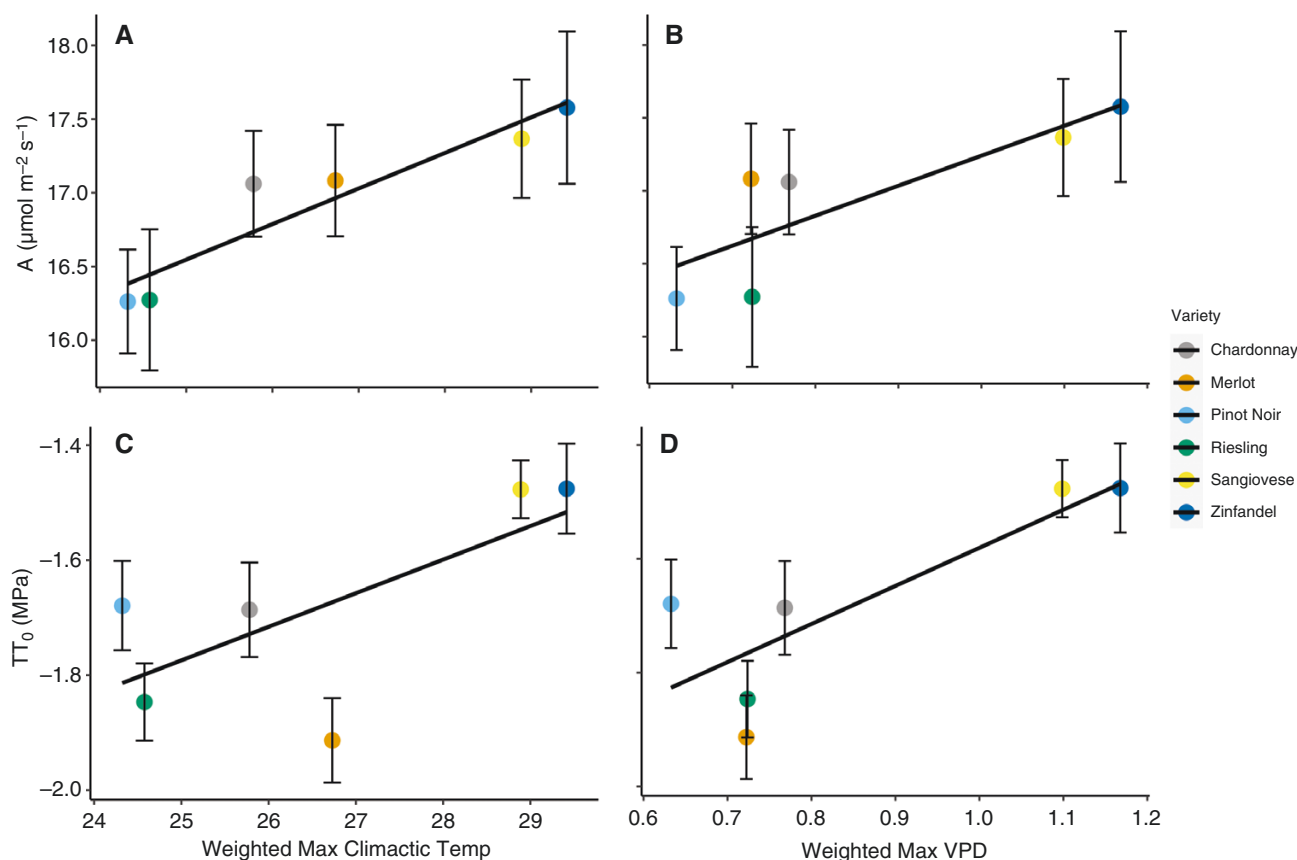 A
B
18.0
17.5
17.0
16.5
16.0
A (µmol m⁻² s⁻¹)
Variety
Chardonnay
Merlot
Pinot Noir
Riesling
Sangiovese
Zinfandel
C
D
−1.4
−1.6
−1.8
−2.0
TT₀ (MPa)
24 25 26 27 28 29
0.6 0.7 0.8 0.9 1.0 1.1 1.2
Weighted Max Climactic Temp
Weighted Max VPD